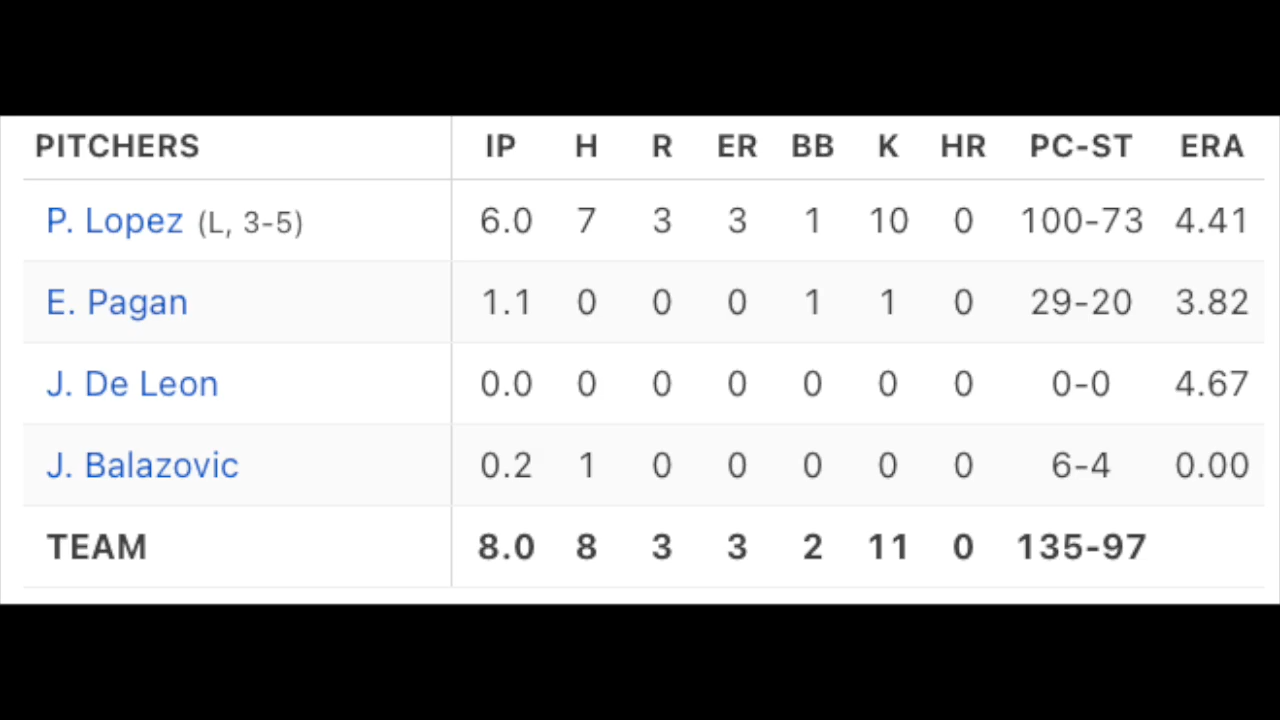 PITCHERS IP H R ER BB K HR PC-ST ERA
P. Lopez (L, 3-5) 6.0 7 3 3 1 10 0 100-73 4.41
E. Pagan 1.1 0 0 0 1 1 0 29-20 3.82
J. De Leon 0.0 0 0 0 0 0 0 0-0 4.67
J. Balazovic 0.2 1 0 0 0 0 0 6-4 0.00
TEAM 8.0 8 3 3 2 11 0 135-97